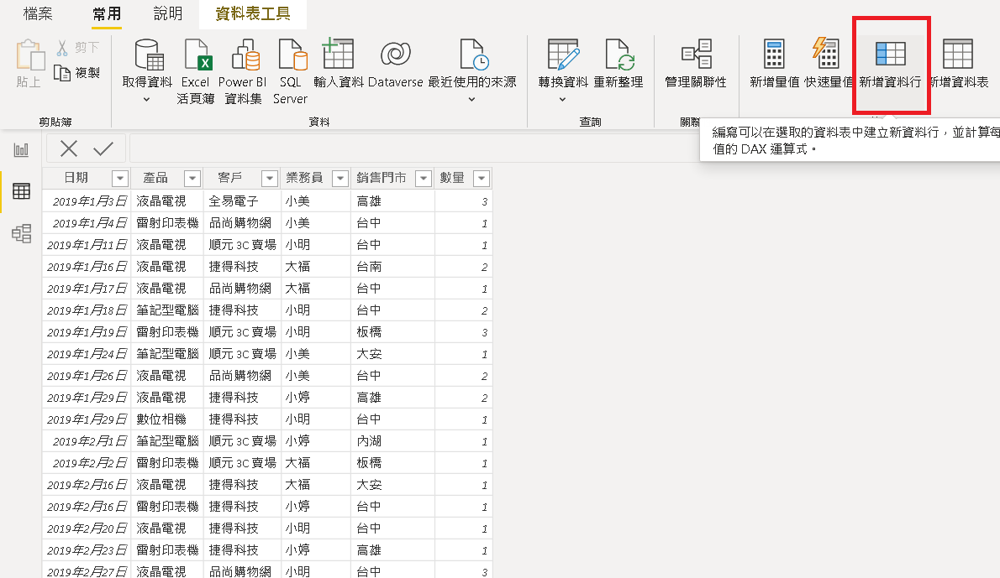 檔案 常用 說明 資料表工具
貼上 剪下 複製 取得資料 Excel 活頁簿 Power BI 資料集 SQL Server 輸入資料 Dataverse 最近使用的來源 轉換資料 重新整理 管理關聯性 新增量值 快速量值 新增資料行 新增資料表
剪貼簿 資料 查詢
編寫可以在選取的資料表中建立新資料行，並計算每
值的 DAX 運算式。
日期 產品 客戶 業務員 銷售門市 數量
2019年1月3日 液晶電視 全易電子 小美 高雄 3
2019年1月4日 雷射印表機 品尚購物網 小美 台中 1
2019年1月11日 液晶電視 順元 3C 賣場 小明 台中 1
2019年1月16日 液晶電視 捷得科技 大福 台南 2
2019年1月17日 液晶電視 品尚購物網 大福 台中 1
2019年1月18日 筆記型電腦 捷得科技 小明 台中 2
2019年1月19日 雷射印表機 順元 3C 賣場 小明 板橋 3
2019年1月24日 筆記型電腦 順元 3C 賣場 小美 大安 1
2019年1月26日 液晶電視 品尚購物網 小美 台中 2
2019年1月29日 液晶電視 捷得科技 小婷 高雄 2
2019年1月29日 數位相機 捷得科技 小明 台中 1
2019年2月1日 筆記型電腦 順元 3C 賣場 小婷 內湖 1
2019年2月2日 雷射印表機 順元 3C 賣場 大福 板橋 1
2019年2月16日 液晶電視 捷得科技 大福 大安 1
2019年2月16日 雷射印表機 捷得科技 小婷 台中 1
2019年2月20日 液晶電視 捷得科技 小明 台中 1
2019年2月23日 雷射印表機 捷得科技 小婷 高雄 1
2019年2月27日 液晶電視 品尚購物網 小明 台中 3